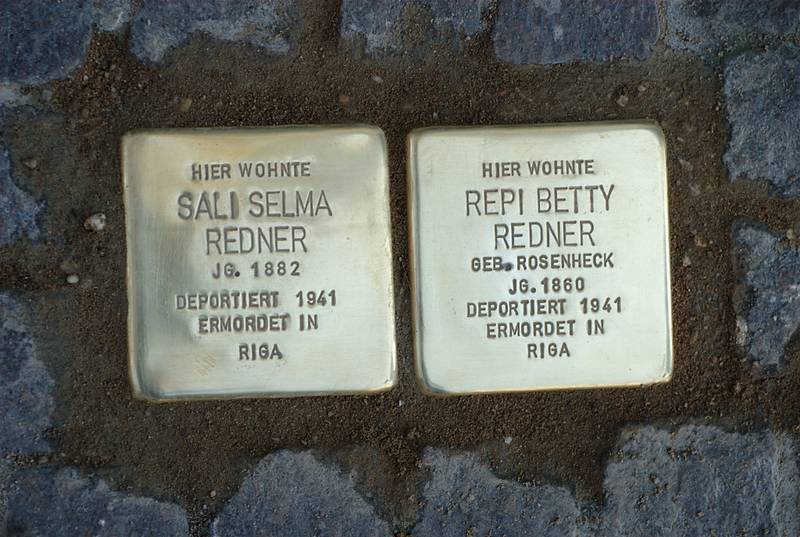 HIER WOHNTE
SALI SELMA
REDNER
JG. 1882
DEPORTIERT 1941
ERMORDET IN
RIGA
HIER WOHNTE
REPI BETTY
REDNER
GEB. ROSENHECK
JG. 1860
DEPORTIERT 1941
ERMORDET IN
RIGA